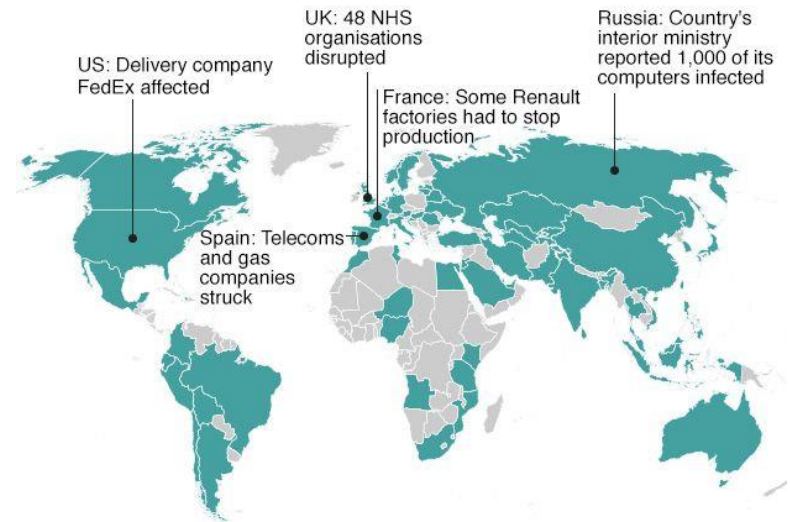 UK: 48 NHS
organisations
disrupted
Russia: Country's
interior ministry
reported 1,000 of its
computers infected
US: Delivery company
FedEx affected
France: Some Renault
factories had to stop
production
Spain: Telecoms
and gas
companies
struck